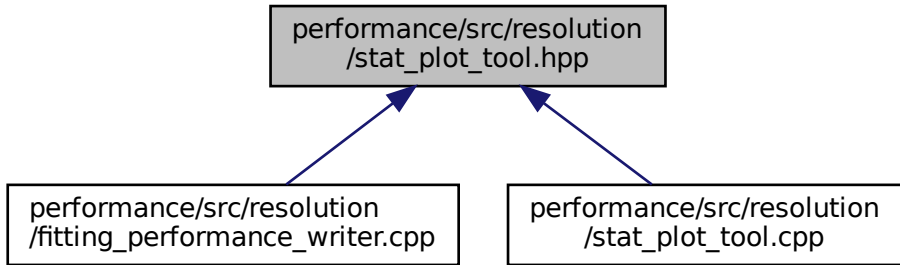 performance/src/resolution
/stat_plot_tool.hpp
performance/src/resolution
/fitting_performance_writer.cpp
performance/src/resolution
/stat_plot_tool.cpp